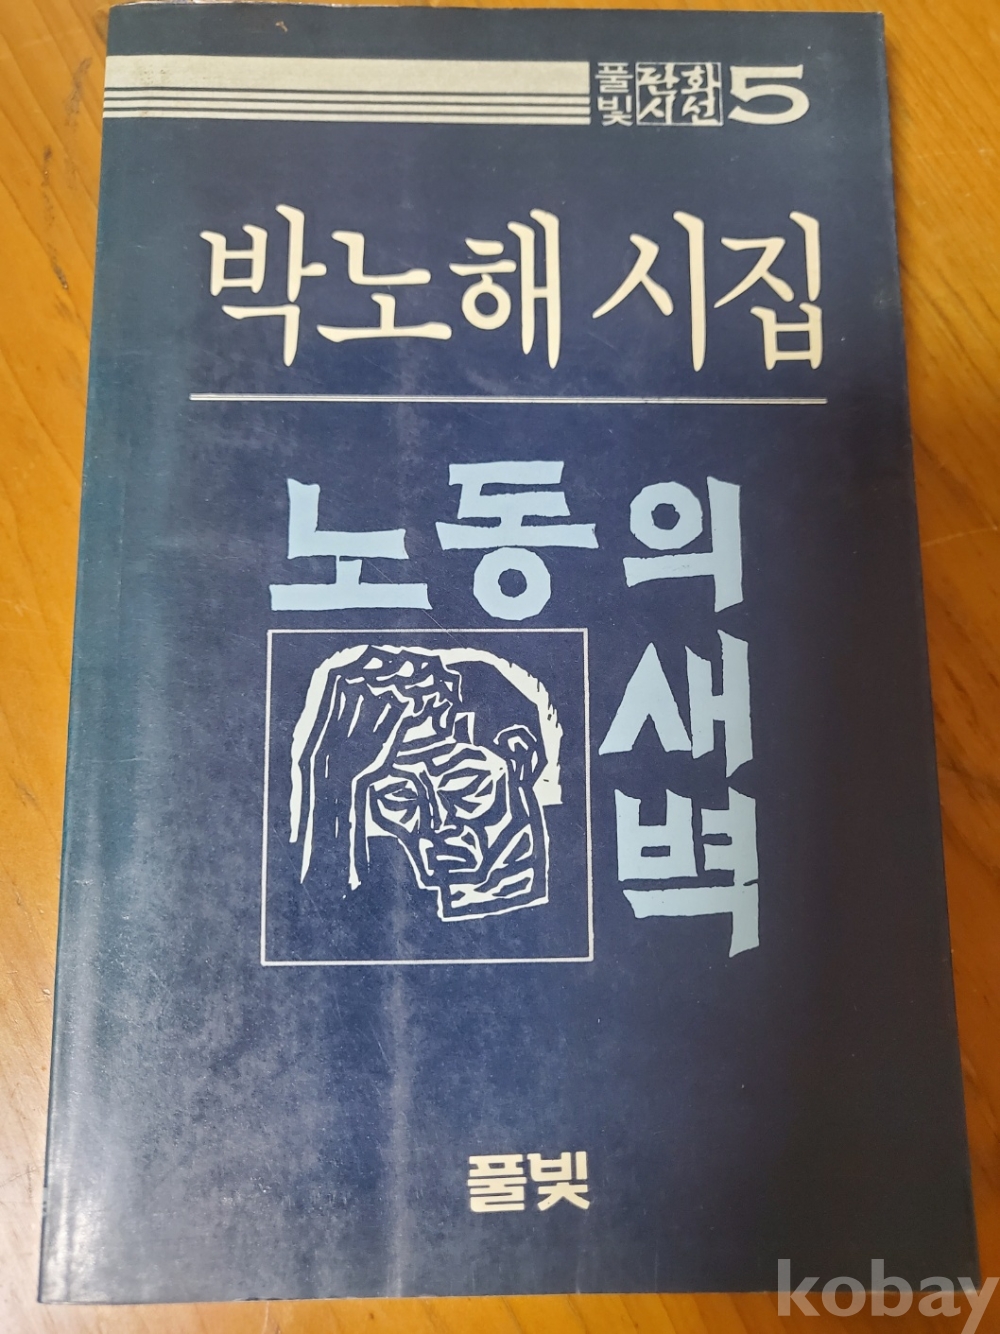 풀빛 판화시선 5
박노해 시집
노동의
새
벽
풀빛
kobay